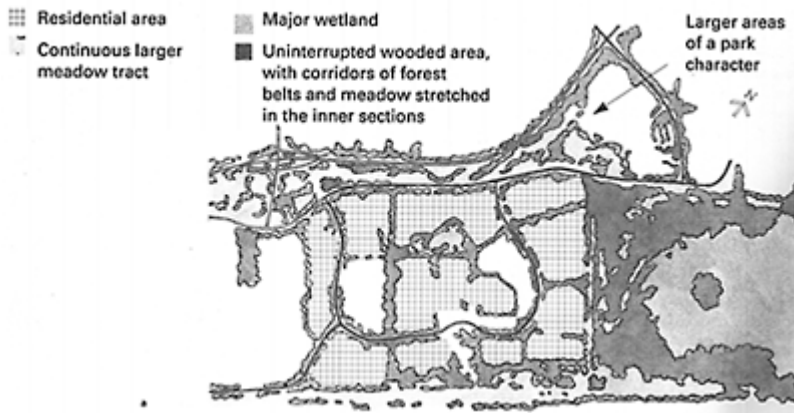 Residential area
Continuous larger
meadow tract
Major wetland
Uninterrupted wooded area,
with corridors of forest
belts and meadow stretched
in the inner sections
Larger areas
of a park
character
N